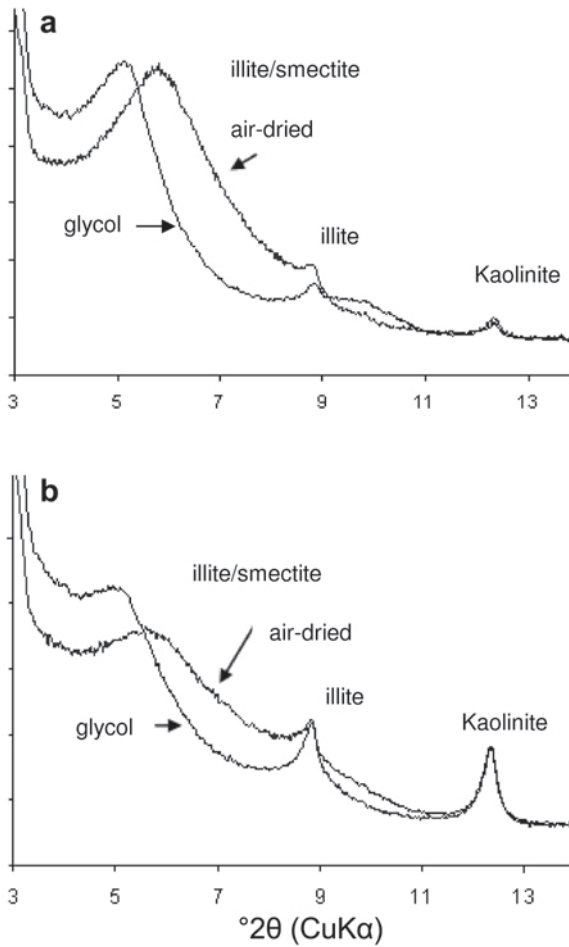 a
illite/smectite
air-dried
glycol
illite
Kaolinite
3 5 7 9 11 13
b
illite/smectite
air-dried
glycol
illite
Kaolinite
3 5 7 9 11 13
°2θ (CuKα)